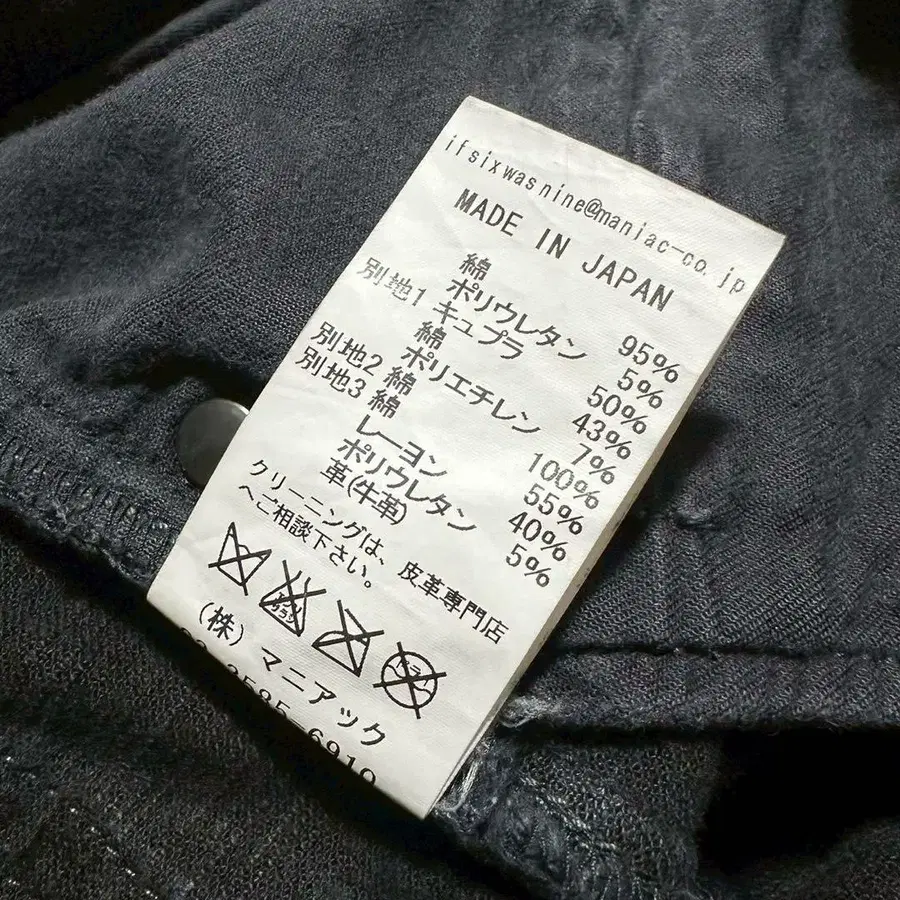 ifsixwasnine@maniac-co.jp
MADE IN JAPAN
綿 95%
ポリウレタン 5%
別地1 キュプラ 50%
綿 43%
ポリエチレン 7%
別地2 綿 100%
別地3 綿 55%
レーヨン 40%
ポリウレタン 5%
革(牛革)
クリーニングは、皮革専門店
へご相談下さい。
ドライ
(株) マニアック